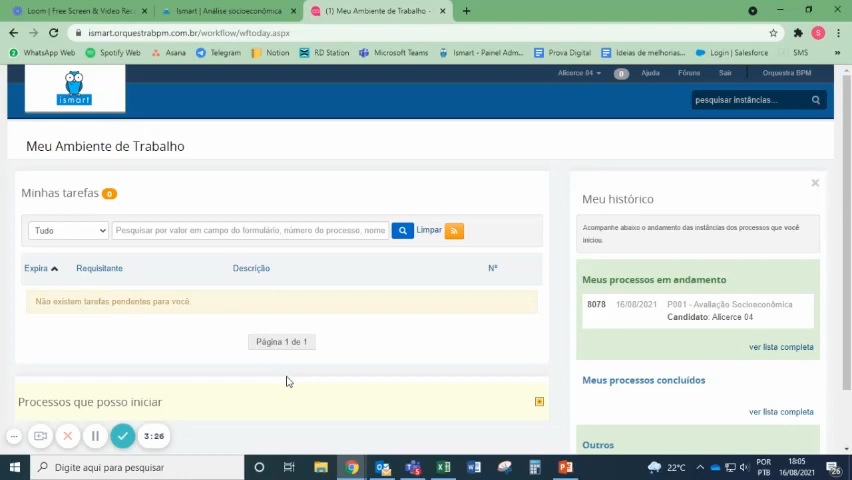 Loom | Free Screen & Video Rec
Ismart | Análise socioeconômica
(1) Meu Ambiente de Trabalho -
ismart.orquestrabpm.com.br/workflow/wftoday.aspx
S
WhatsApp Web
Spotify Web
Asana
Telegram
Notion
RD Station
Microsoft Teams
Ismart - Painel Adm...
Prova Digital
Ideias de melhorias...
Login | Salesforce
SMS
»
ismart
Alicerce 04
0
Ajuda
Fóruns
Sair
Orquestra BPM
pesquisar instâncias...
Meu Ambiente de Trabalho
Minhas tarefas 0
Tudo
Pesquisar por valor em campo do formulário, número do processo, nome
Limpar
Expira
Requisitante
Descrição
Nº
Não existem tarefas pendentes para você.
Página 1 de 1
Processos que posso iniciar
Meu histórico
Acompanhe abaixo o andamento das instâncias dos processos que você
iniciou.
Meus processos em andamento
8078 16/08/2021 P001 - Avaliação Socioeconômica
Candidato: Alicerce 04
ver lista completa
Meus processos concluídos
ver lista completa
Outros
3:26
Digite aqui para pesquisar
22°C
POR
PTB
18:05
16/08/2021
26